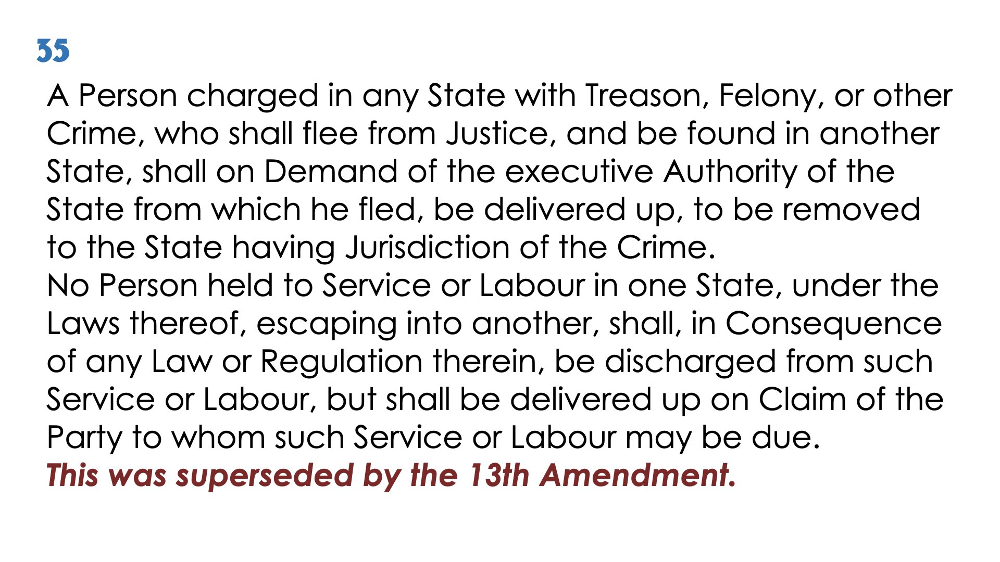 35
A Person charged in any State with Treason, Felony, or other
Crime, who shall flee from Justice, and be found in another
State, shall on Demand of the executive Authority of the
State from which he fled, be delivered up, to be removed
to the State having Jurisdiction of the Crime.
No Person held to Service or Labour in one State, under the
Laws thereof, escaping into another, shall, in Consequence
of any Law or Regulation therein, be discharged from such
Service or Labour, but shall be delivered up on Claim of the
Party to whom such Service or Labour may be due.
This was superseded by the 13th Amendment.